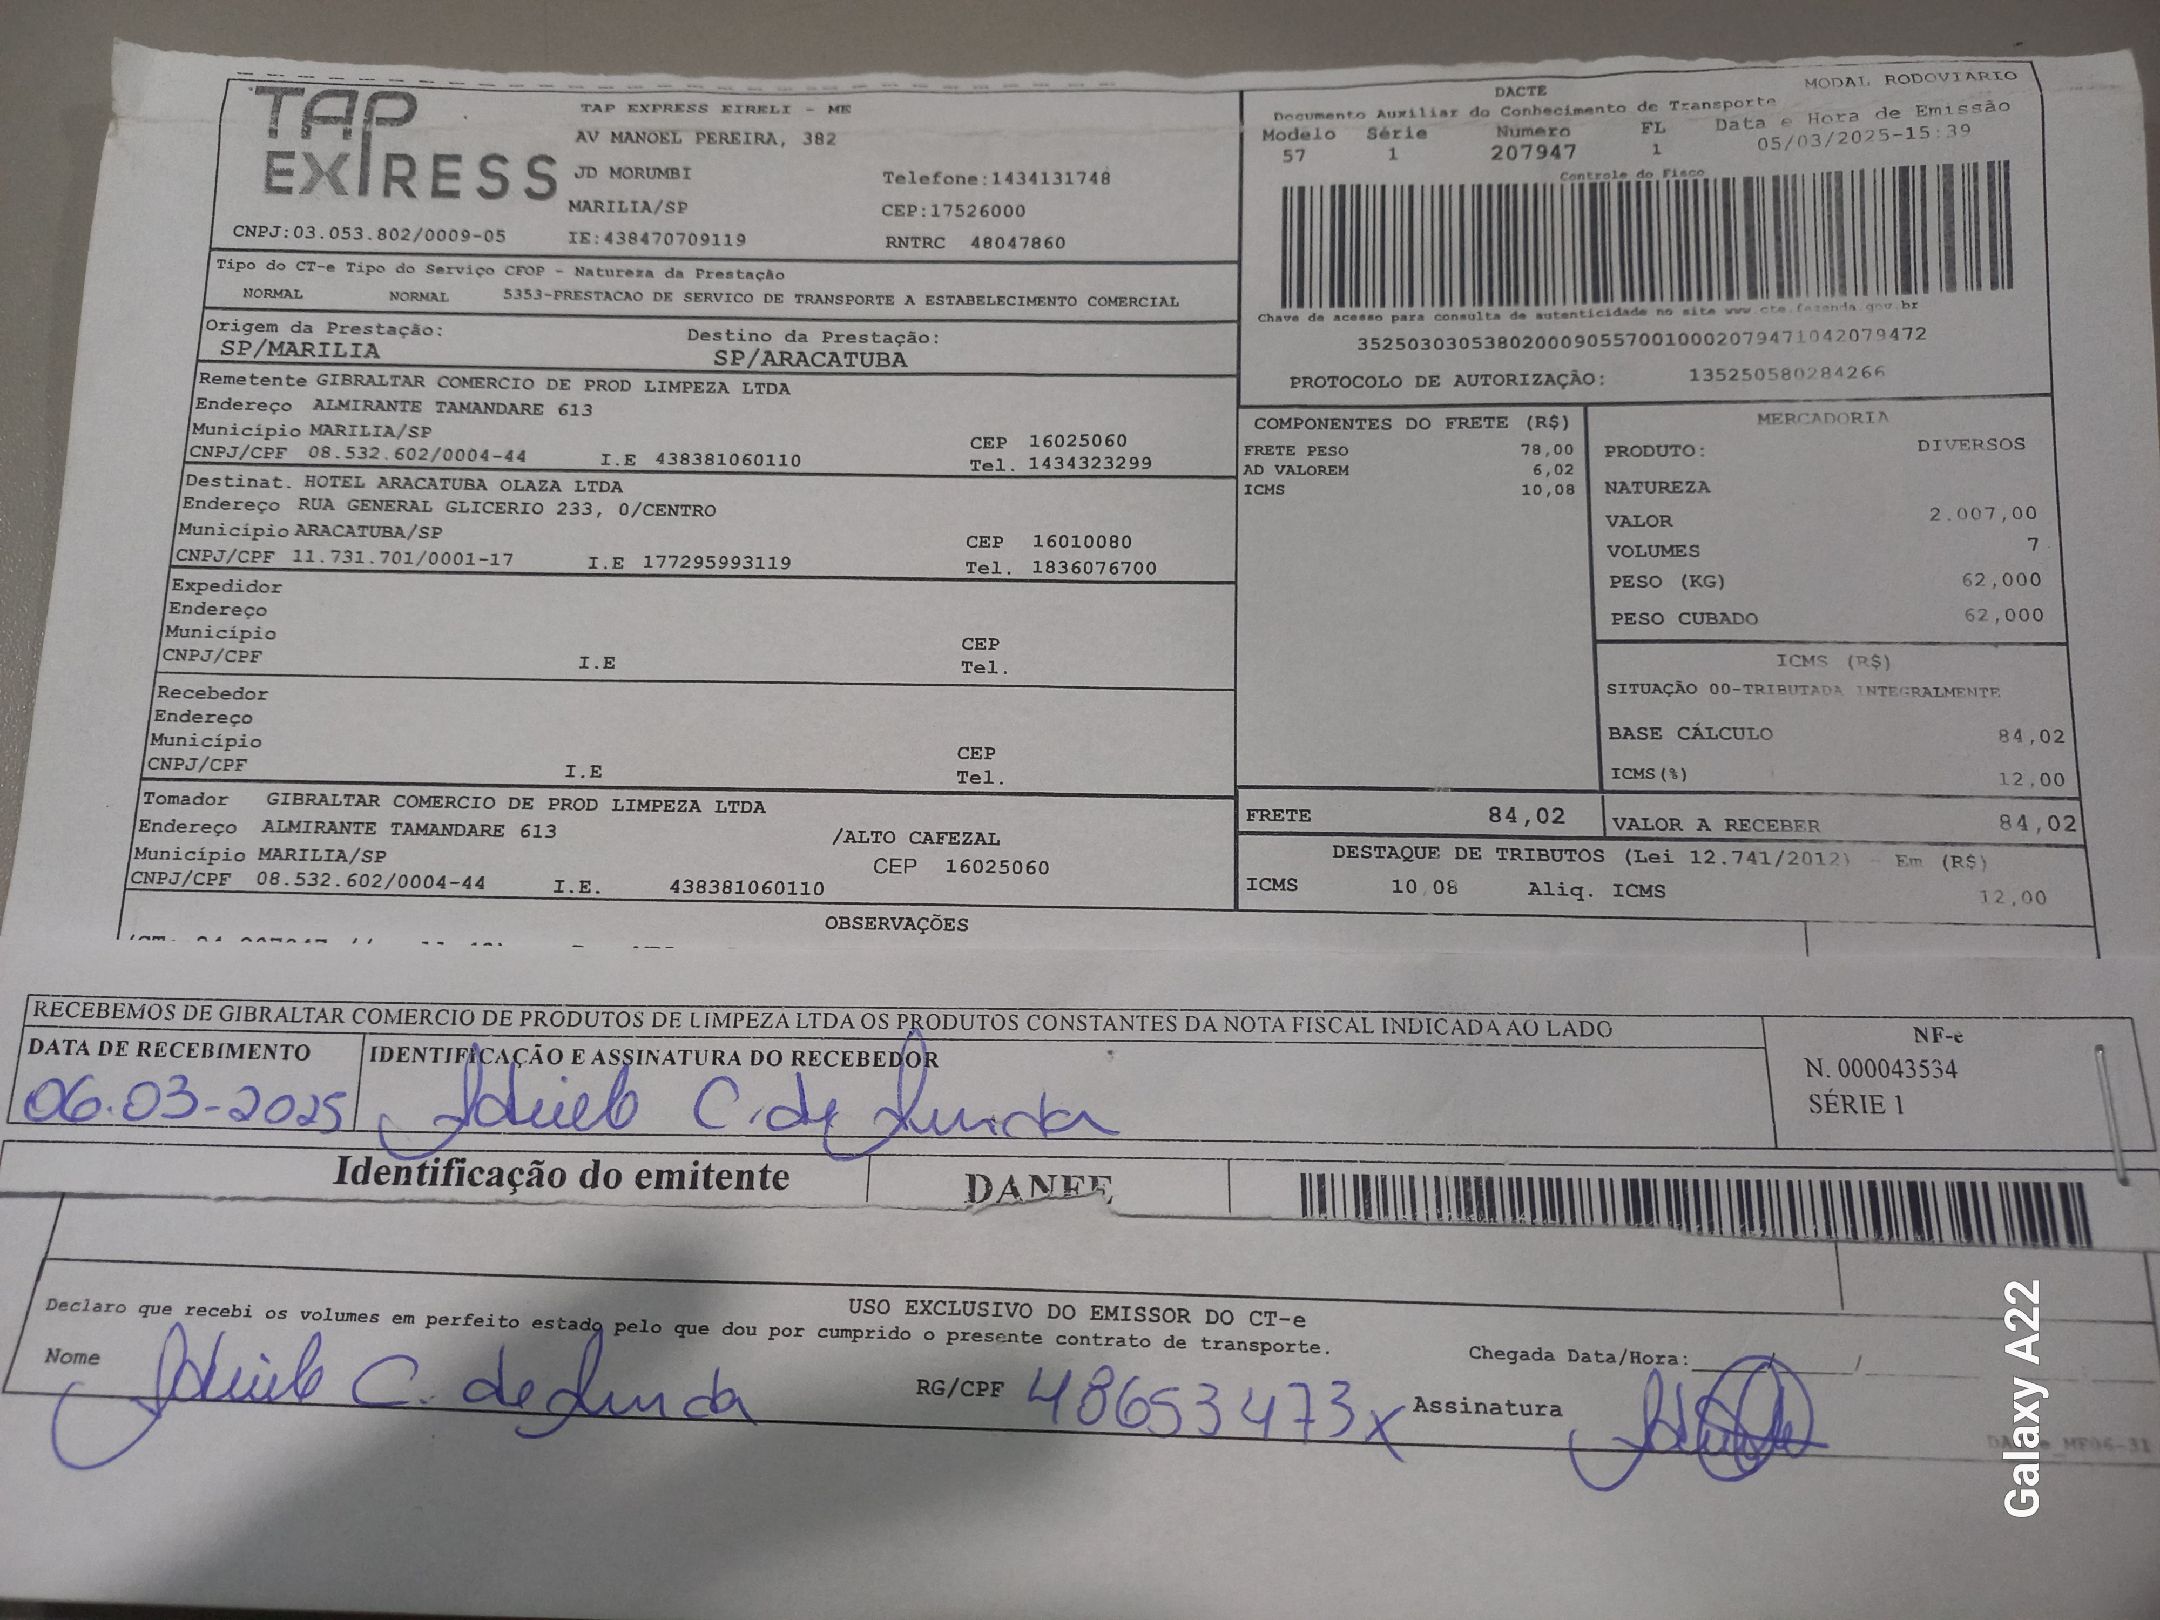 TAP EXPRESS
TAP EXPRESS EIRELI - ME
AV MANOEL PEREIRA, 382
JD MORUMBI Telefone:1434131748
MARILIA/SP CEP:17526000
CNPJ:03.053.802/0009-05 IE:438470709119 RNTRC 48047860
Tipo do CT-e Tipo do Serviço CFOP - Natureza da Prestação
NORMAL NORMAL 5353-PRESTACAO DE SERVICO DE TRANSPORTE A ESTABELECIMENTO COMERCIAL
Origem da Prestação: Destino da Prestação:
SP/MARILIA SP/ARACATUBA
Remetente GIBRALTAR COMERCIO DE PROD LIMPEZA LTDA
Endereço ALMIRANTE TAMANDARE 613
Município MARILIA/SP CEP 16025060
CNPJ/CPF 08.532.602/0004-44 I.E 438381060110 Tel. 1434323299
Destinat. HOTEL ARACATUBA OLAZA LTDA
Endereço RUA GENERAL GLICERIO 233, 0/CENTRO
Município ARACATUBA/SP CEP 16010080
CNPJ/CPF 11.731.701/0001-17 I.E 177295993119 Tel. 1836076700
Expedidor
Endereço
Município CEP
CNPJ/CPF I.E Tel.
Recebedor
Endereço
Município CEP
CNPJ/CPF I.E Tel.
Tomador GIBRALTAR COMERCIO DE PROD LIMPEZA LTDA
Endereço ALMIRANTE TAMANDARE 613 /ALTO CAFEZAL
Município MARILIA/SP CEP 16025060
CNPJ/CPF 08.532.602/0004-44 I.E. 438381060110
OBSERVAÇÕES
DACTE MODAL RODOVIARIO
Documento Auxiliar do Conhecimento de Transporte
Modelo Série Numero FL Data e Hora de Emissão
57 1 207947 1 05/03/2025-15:39
Controle do Fisco
Chave de acesso para consulta de autenticidade no site www.cte.fazenda.gov.br
35250303053802000905570010002079471042079472
PROTOCOLO DE AUTORIZAÇÃO: 135250580284266
COMPONENTES DO FRETE (R$)
FRETE PESO 78,00
AD VALOREM 6,02
ICMS 10,08
MERCADORIA
PRODUTO: DIVERSOS
NATUREZA
VALOR 2.007,00
VOLUMES 7
PESO (KG) 62,000
PESO CUBADO 62,000
ICMS (R$)
SITUAÇÃO 00-TRIBUTADA INTEGRALMENTE
BASE CÁLCULO 84,02
ICMS(%) 12,00
FRETE 84,02 VALOR A RECEBER 84,02
DESTAQUE DE TRIBUTOS (Lei 12.741/2012) - Em (R$)
ICMS 10,08 Aliq. ICMS 12,00
RECEBEMOS DE GIBRALTAR COMERCIO DE PRODUTOS DE LIMPEZA LTDA OS PRODUTOS CONSTANTES DA NOTA FISCAL INDICADA AO LADO
DATA DE RECEBIMENTO IDENTIFICAÇÃO E ASSINATURA DO RECEBEDOR
06.03-2025
NF-e
N. 000043534
SÉRIE 1
Identificação do emitente DANFE
USO EXCLUSIVO DO EMISSOR DO CT-e
Declaro que recebi os volumes em perfeito estado pelo que dou por cumprido o presente contrato de transporte.
Nome RG/CPF 48653473x Assinatura
Chegada Data/Hora:____/____/
Galaxy A22